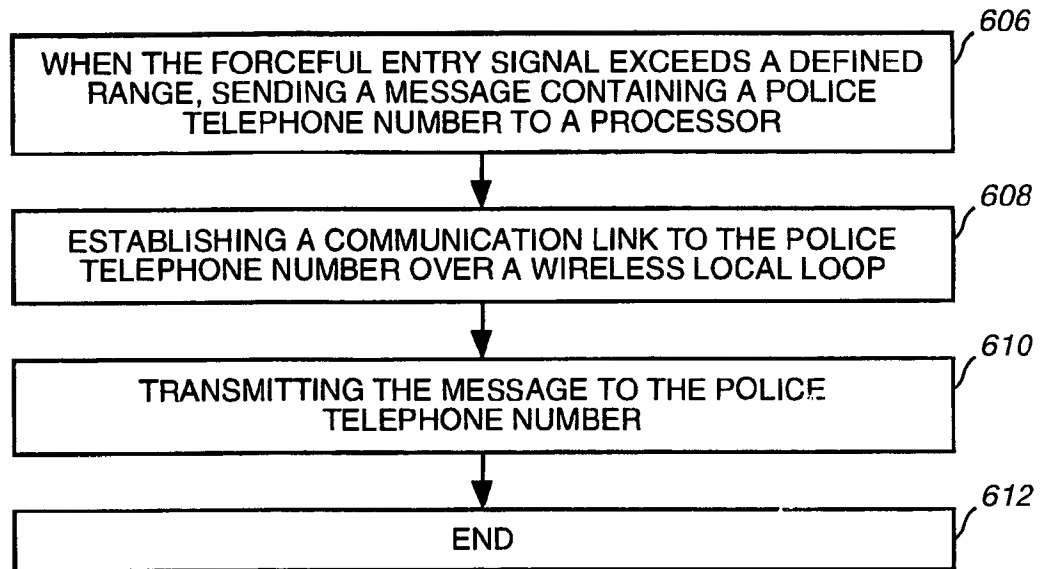 606
WHEN THE FORCEFUL ENTRY SIGNAL EXCEEDS A DEFINED
RANGE, SENDING A MESSAGE CONTAINING A POLICE
TELEPHONE NUMBER TO A PROCESSOR
608
ESTABLISHING A COMMUNICATION LINK TO THE POLICE
TELEPHONE NUMBER OVER A WIRELESS LOCAL LOOP
610
TRANSMITTING THE MESSAGE TO THE POLICE
TELEPHONE NUMBER
612
END